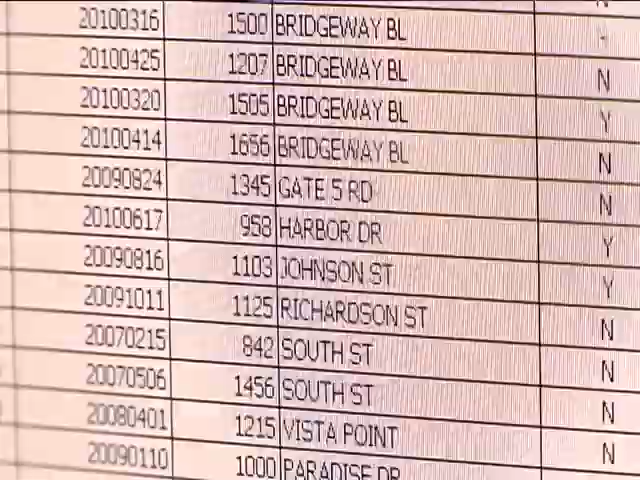 20100316 1500 BRIDGEWAY BL
20100425 1207 BRIDGEWAY BL N
20100320 1505 BRIDGEWAY BL Y
20100414 1656 BRIDGEWAY BL N
20090824 1345 GATE 5 RD N
20100617 958 HARBOR DR Y
20090816 1103 JOHNSON ST Y
20091011 1125 RICHARDSON ST N
20070215 842 SOUTH ST N
20070506 1456 SOUTH ST N
20080401 1215 VISTA POINT N
20090110 1000 PARADISE DR